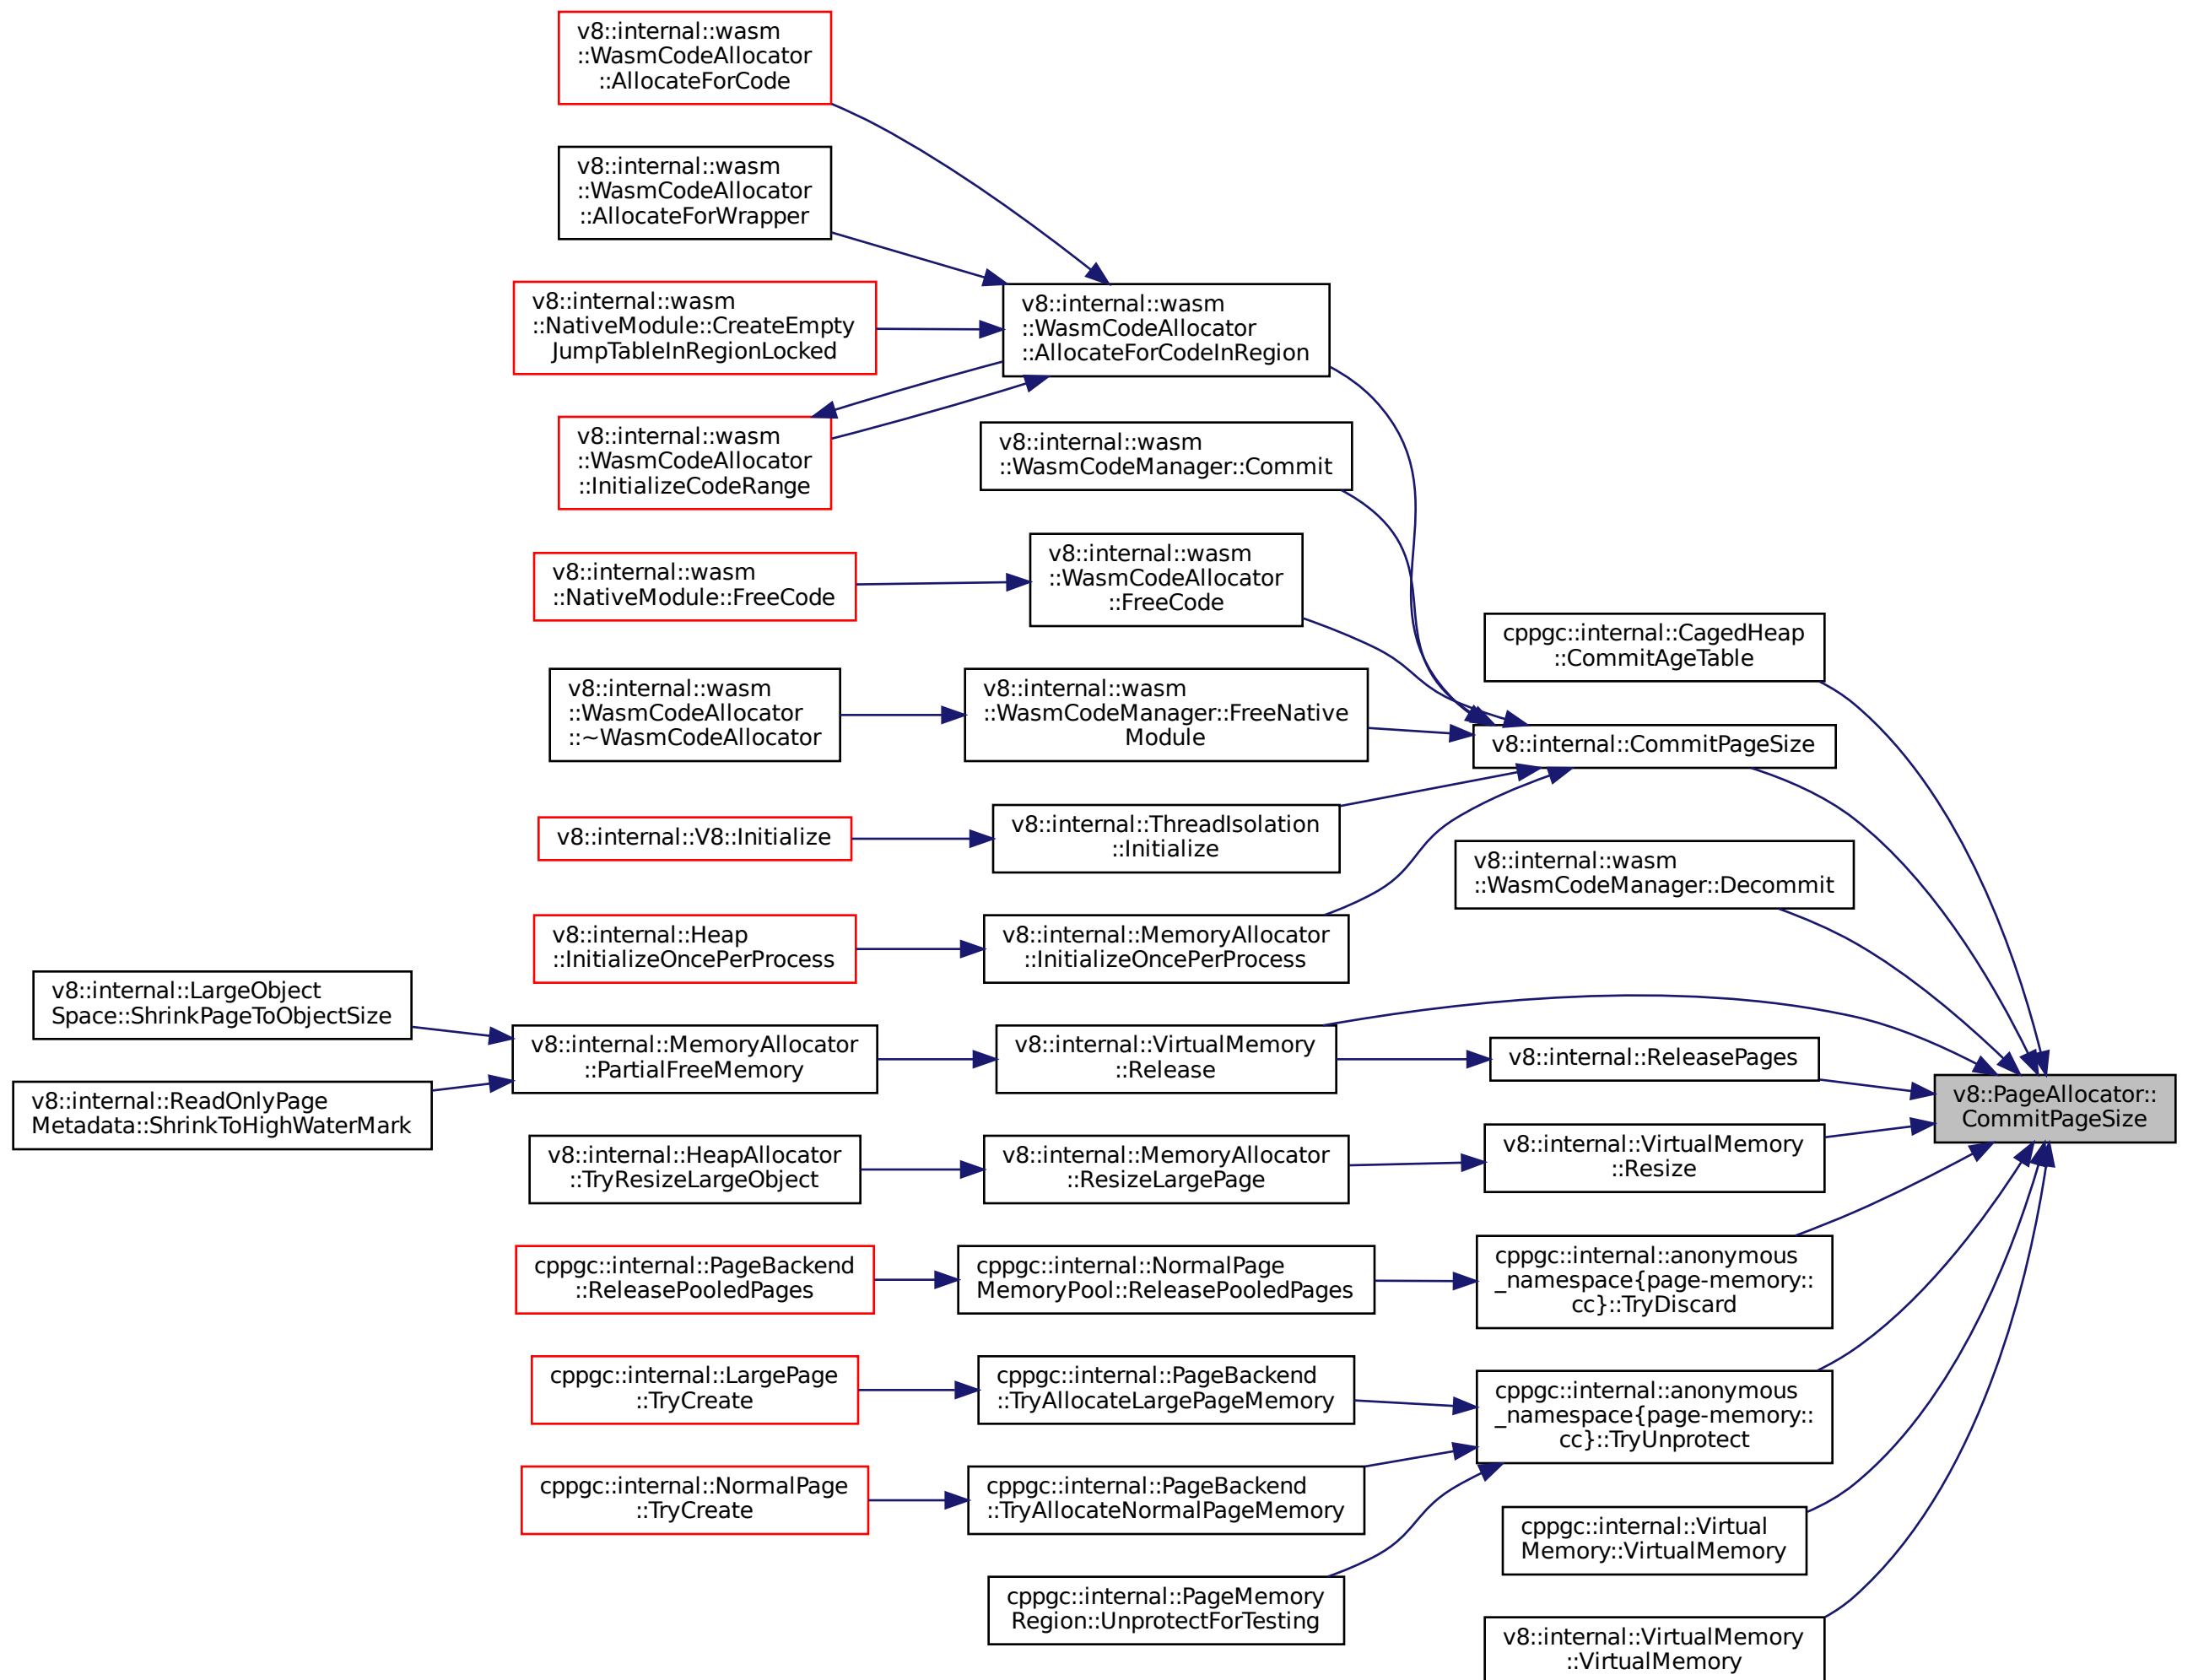 v8::internal::wasm
::WasmCodeAllocator
::AllocateForCode
v8::internal::wasm
::WasmCodeAllocator
::AllocateForWrapper
v8::internal::wasm
::NativeModule::CreateEmpty
JumpTableInRegionLocked
v8::internal::wasm
::WasmCodeAllocator
::AllocateForCodeInRegion
v8::internal::wasm
::WasmCodeAllocator
::InitializeCodeRange
v8::internal::wasm
::WasmCodeManager::Commit
v8::internal::wasm
::NativeModule::FreeCode
v8::internal::wasm
::WasmCodeAllocator
::FreeCode
cppgc::internal::CagedHeap
::CommitAgeTable
v8::internal::wasm
::WasmCodeAllocator
::~WasmCodeAllocator
v8::internal::wasm
::WasmCodeManager::FreeNative
Module
v8::internal::CommitPageSize
v8::internal::V8::Initialize
v8::internal::ThreadIsolation
::Initialize
v8::internal::wasm
::WasmCodeManager::Decommit
v8::internal::Heap
::InitializeOncePerProcess
v8::internal::MemoryAllocator
::InitializeOncePerProcess
v8::internal::LargeObject
Space::ShrinkPageToObjectSize
v8::internal::ReadOnlyPage
Metadata::ShrinkToHighWaterMark
v8::internal::MemoryAllocator
::PartialFreeMemory
v8::internal::VirtualMemory
::Release
v8::internal::ReleasePages
v8::PageAllocator::
CommitPageSize
v8::internal::HeapAllocator
::TryResizeLargeObject
v8::internal::MemoryAllocator
::ResizeLargePage
v8::internal::VirtualMemory
::Resize
cppgc::internal::PageBackend
::ReleasePooledPages
cppgc::internal::NormalPage
MemoryPool::ReleasePooledPages
cppgc::internal::anonymous
_namespace{page-memory::
cc}::TryDiscard
cppgc::internal::LargePage
::TryCreate
cppgc::internal::PageBackend
::TryAllocateLargePageMemory
cppgc::internal::anonymous
_namespace{page-memory::
cc}::TryUnprotect
cppgc::internal::NormalPage
::TryCreate
cppgc::internal::PageBackend
::TryAllocateNormalPageMemory
cppgc::internal::Virtual
Memory::VirtualMemory
cppgc::internal::PageMemory
Region::UnprotectForTesting
v8::internal::VirtualMemory
::VirtualMemory